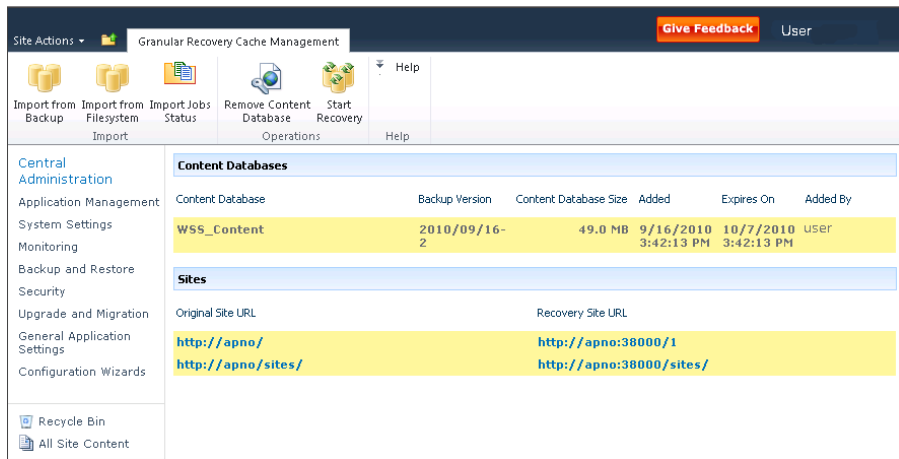 Give Feedback
User
Site Actions
Granular Recovery Cache Management
Import from Backup
Import from Filesystem
Import Jobs Status
Remove Content Database
Start Recovery
Help
Import
Operations
Help
Central
Administration
Application Management
System Settings
Monitoring
Backup and Restore
Security
Upgrade and Migration
General Application
Settings
Configuration Wizards
Recycle Bin
All Site Content
Content Databases
Content Database Backup Version Content Database Size Added Expires On Added By
WSS_Content 2010/09/16- 49.0 MB 9/16/2010 10/7/2010 user
2 3:42:13 PM 3:42:13 PM
Sites
Original Site URL Recovery Site URL
http://apno/ http://apno:38000/1
http://apno/sites/ http://apno:38000/sites/